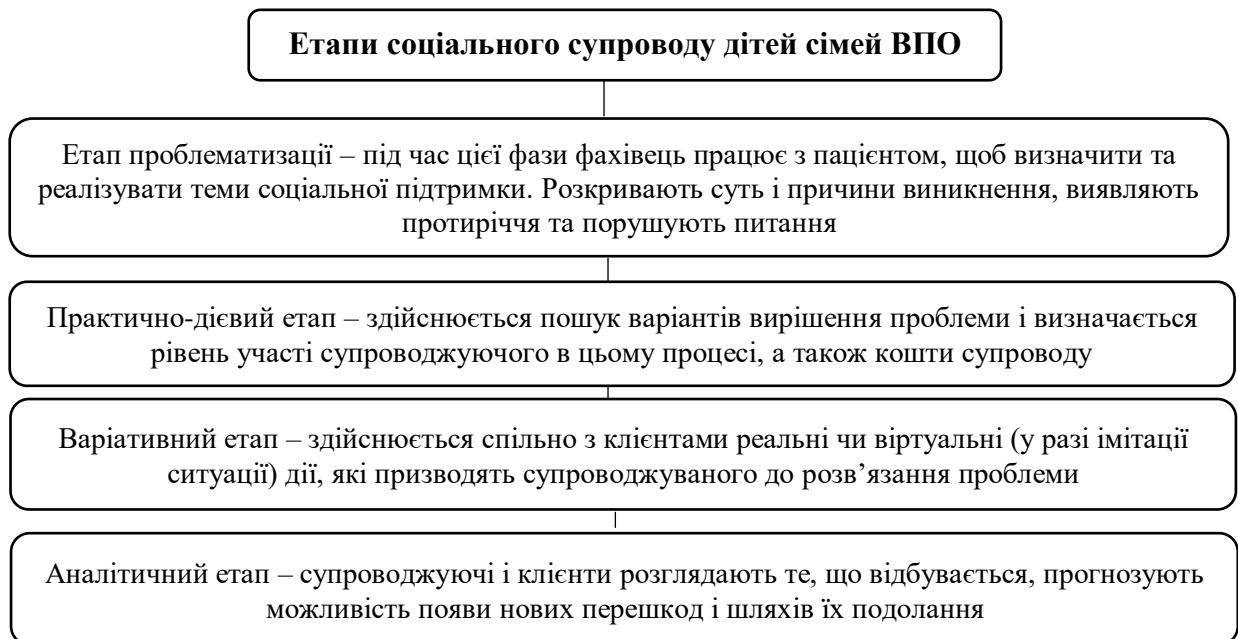 Етапи соціального супроводу дітей сімей ВПО
Етап проблематизації – під час цієї фази фахівець працює з пацієнтом, щоб визначити та
реалізувати теми соціальної підтримки. Розкривають суть і причини виникнення, виявляють
протиріччя та порушують питання
Практично-дієвий етап – здійснюється пошук варіантів вирішення проблеми і визначається
рівень участі супроводжуючого в цьому процесі, а також кошти супроводу
Варіативний етап – здійснюється спільно з клієнтами реальні чи віртуальні (у разі імітації
ситуації) дії, які призводять супроводжуваного до розв’язання проблеми
Аналітичний етап – супроводжуючі і клієнти розглядають те, що відбувається, прогнозують
можливість появи нових перешкод і шляхів їх подолання